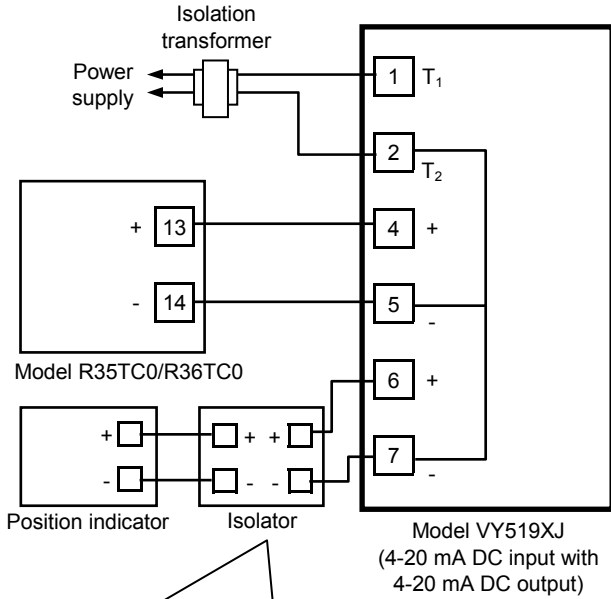 Isolation
transformer
Power
supply
1 T₁
2
T₂
+ 13 4 +
- 14 5
-
Model R35TC0/R36TC0
6 +
+ + + 7
- - - -
Position indicator Isolator
Model VY519XJ
(4-20 mA DC input with
4-20 mA DC output)